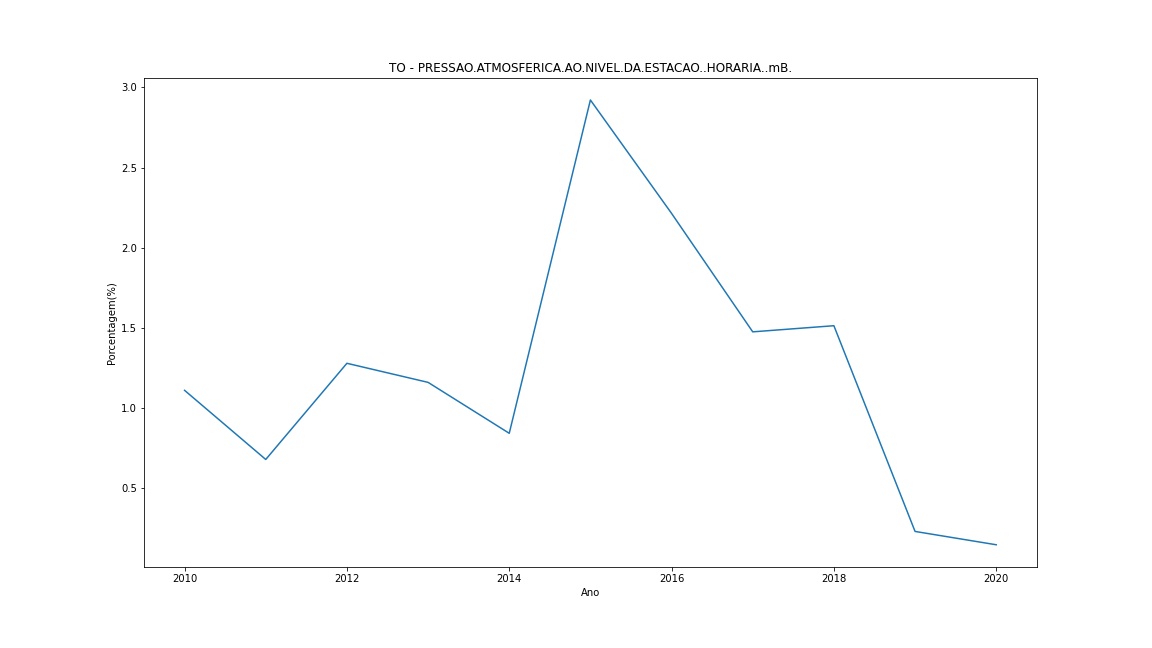 TO - PRESSAO.ATMOSFERICA.AO.NIVEL.DA.ESTACAO..HORARIA..mB.
3.0
2.5
2.0
1.5
1.0
0.5
Porcentagem(%)
2010 2012 2014 2016 2018 2020
Ano